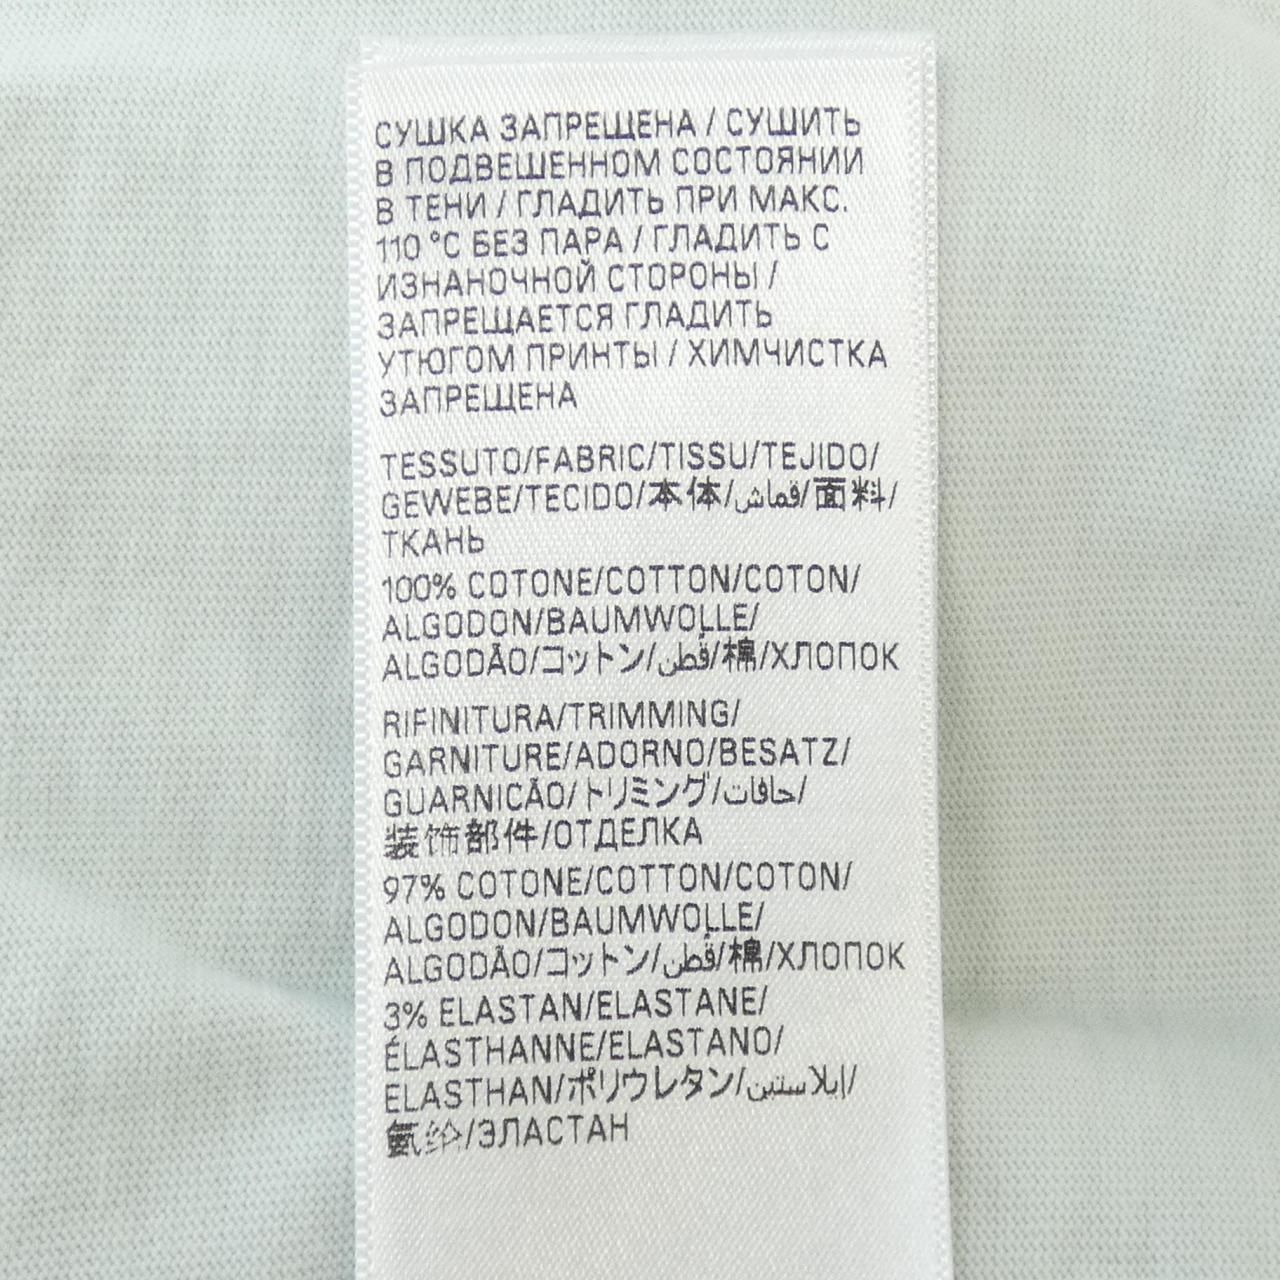 СУШКА ЗАПРЕЩЕНА / СУШИТЬ
В ПОДВЕШЕННОМ СОСТОЯНИИ
В ТЕНИ / ГЛАДИТЬ ПРИ МАКС.
110 °C БЕЗ ПАРА / ГЛАДИТЬ С
ИЗНАНОЧНОЙ СТОРОНЫ /
ЗАПРЕЩАЕТСЯ ГЛАДИТЬ
УТЮГОМ ПРИНТЫ / ХИМЧИСТКА
ЗАПРЕЩЕНА
TESSUTO/FABRIC/TISSU/TEJIDO/
GEWEBE/TECIDO/本体/قماش/面料/
ТКАНЬ
100% COTONE/COTTON/COTON/
ALGODON/BAUMWOLLE/
ALGODÃO/コットン/قُطن/棉/ХЛОПОК
RIFINITURA/TRIMMING/
GARNITURE/ADORNO/BESATZ/
GUARNICÃO/トリミング/حافات/
装饰部件/ОТДЕЛКА
97% COTONE/COTTON/COTON/
ALGODON/BAUMWOLLE/
ALGODÃO/コットン/قُطن/棉/ХЛОПОК
3% ELASTAN/ELASTANE/
ÉLASTHANNE/ELASTANO/
ELASTHAN/ポリウレタン/إيلاستين/
氨纶/ЭЛАСТАН